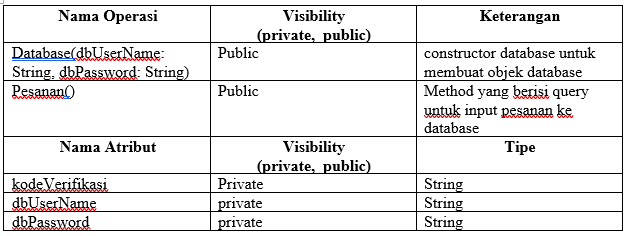 Nama Operasi Visibility Keterangan
(private, public)
Database(dbUserName: Public constructor database untuk
String, dbPassword: String) membuat objek database
Pesanan() Public Method yang berisi query
untuk input pesanan ke
database
Nama Atribut Visibility Tipe
(private, public)
kodeVerifikasi Private String
dbUserName private String
dbPassword private String